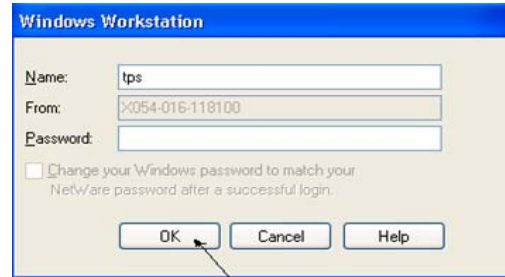 Windows Workstation
Name: tps
From: X054-016-118100
Password:
Change your Windows password to match your
NetWare password after a successful login.
OK Cancel Help